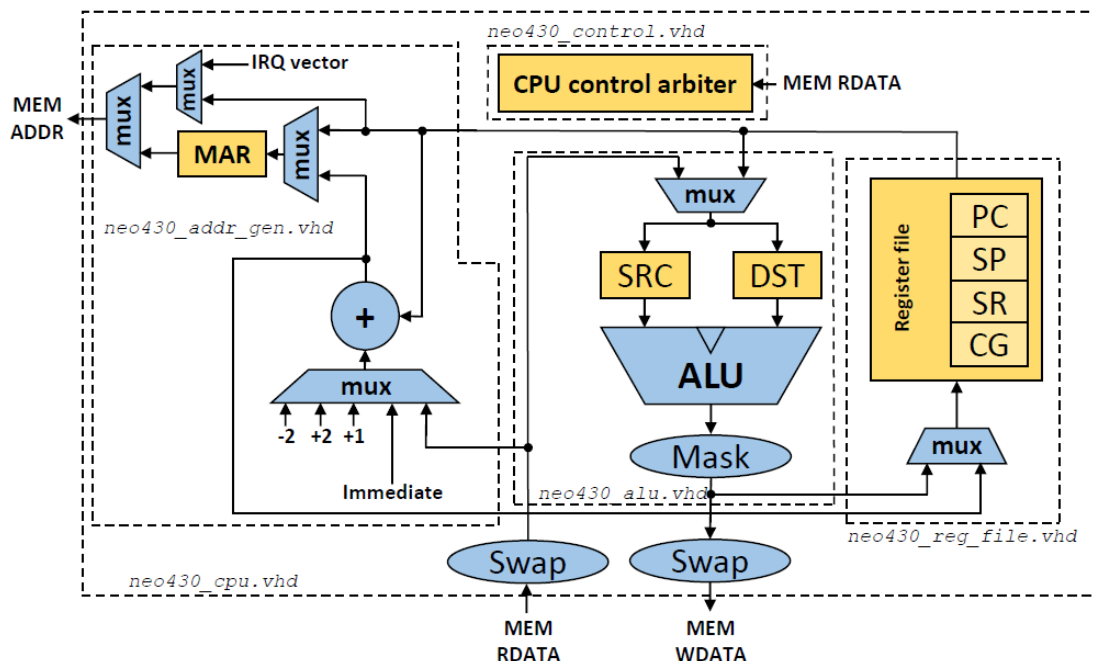 neo430_control.vhd
IRQ vector
CPU control arbiter
MEM RDATA
MEM
ADDR
mux
mux
mux
MAR
neo430_addr_gen.vhd
mux
SRC
DST
Register file
PC
SP
SR
CG
+
ALU
mux
-2
+2
+1
Immediate
Mask
mux
neo430_alu.vhd
neo430_reg_file.vhd
Swap
Swap
neo430_cpu.vhd
MEM
RDATA
MEM
WDATA